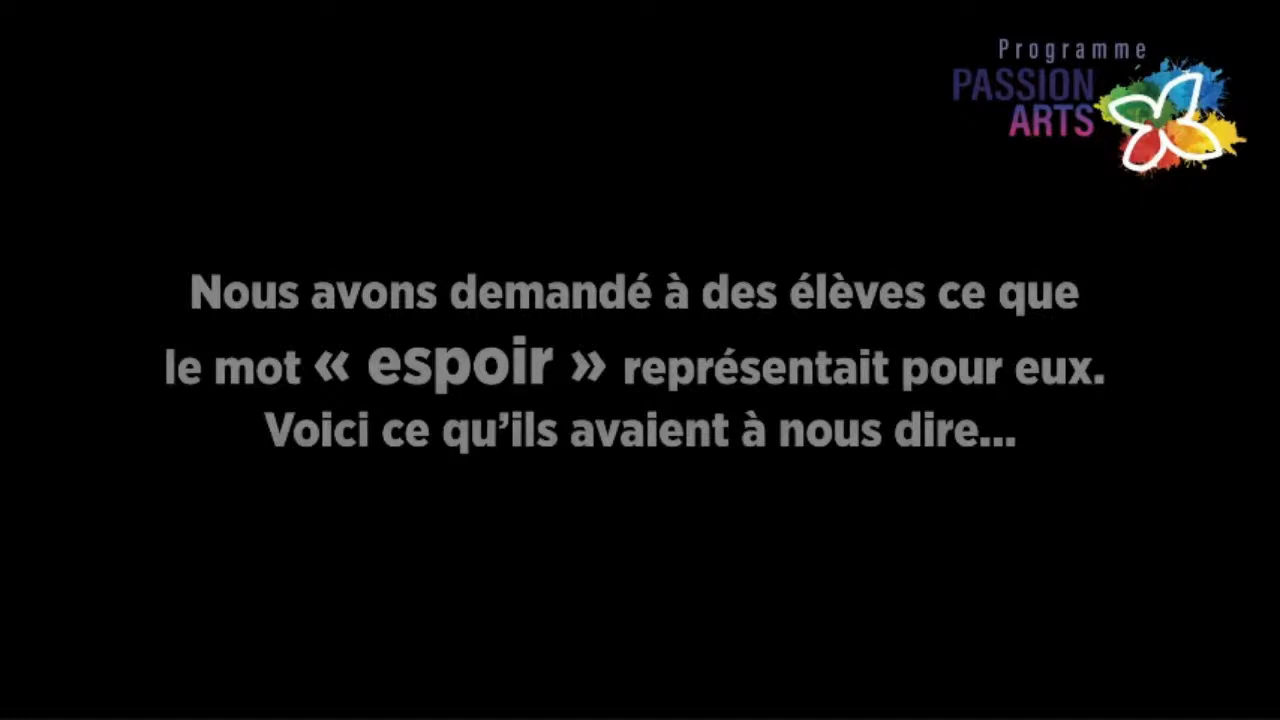 Programme
PASSION
ARTS
Nous avons demandé à des élèves ce que
le mot « espoir » représentait pour eux.
Voici ce qu’ils avaient à nous dire...